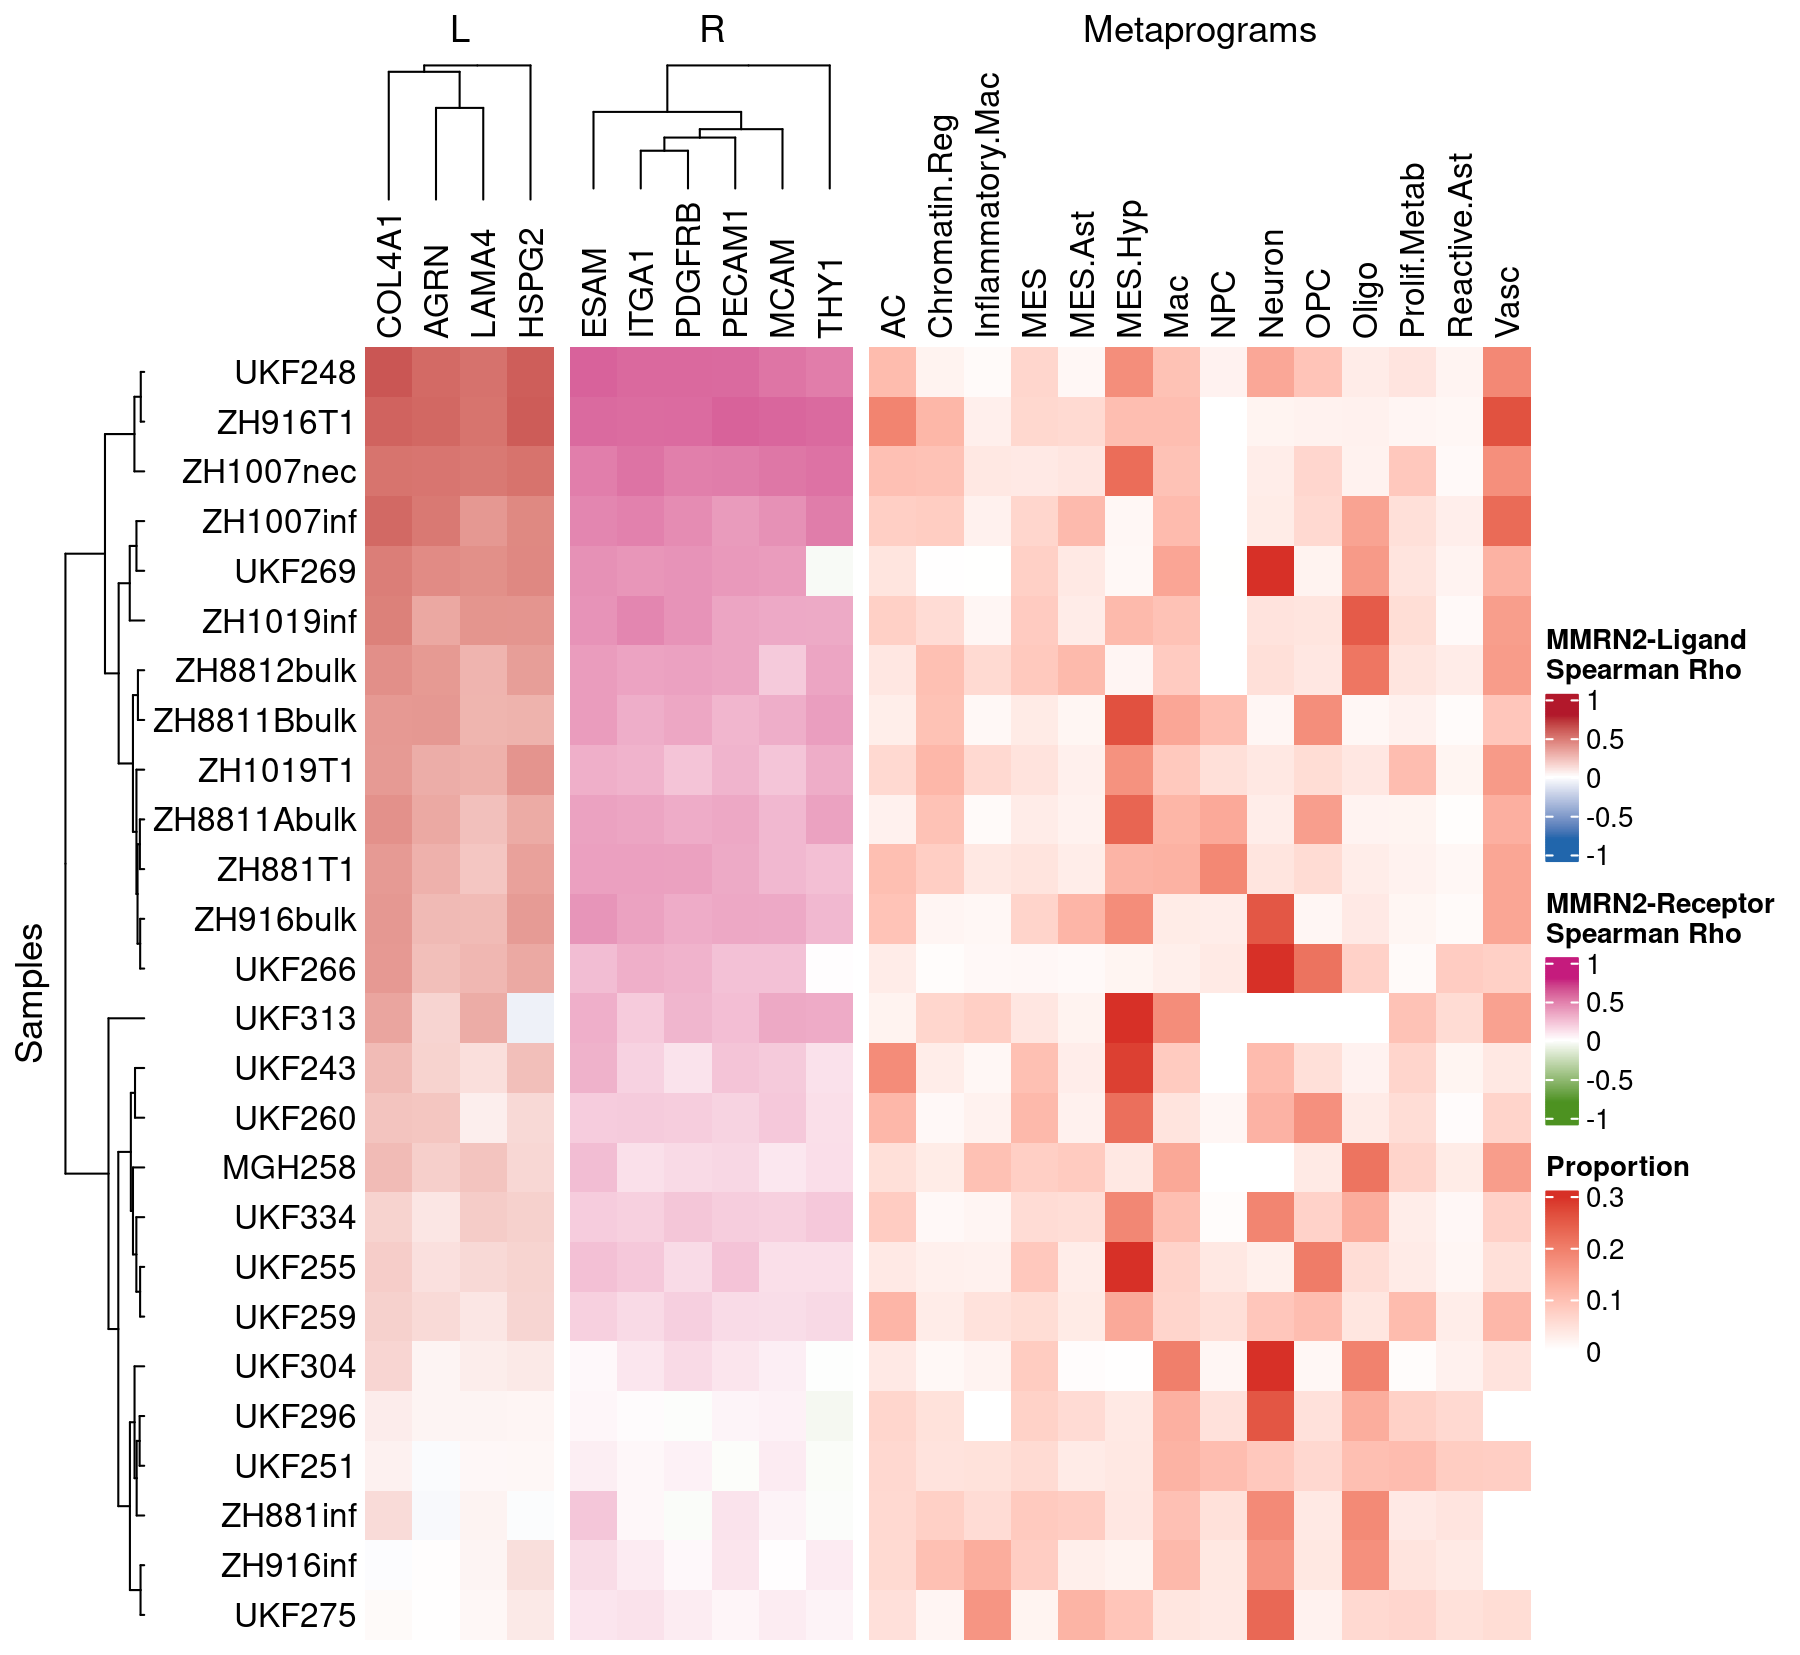 L
R
Metaprograms
COL4A1
AGRN
LAMA4
HSPG2
ESAM
ITGA1
PDGFRB
PECAM1
MCAM
THY1
AC
Chromatin.Reg
Inflammatory.Mac
MES
MES.Ast
MES.Hyp
Mac
NPC
Neuron
OPC
Oligo
Prolif.Metab
Reactive.Ast
Vasc
Samples
UKF248
ZH916T1
ZH1007nec
ZH1007inf
UKF269
ZH1019inf
ZH8812bulk
ZH8811Bbulk
ZH1019T1
ZH8811Abulk
ZH881T1
ZH916bulk
UKF266
UKF313
UKF243
UKF260
MGH258
UKF334
UKF255
UKF259
UKF304
UKF296
UKF251
ZH881inf
ZH916inf
UKF275
MMRN2-Ligand
Spearman Rho
1
0.5
0
-0.5
-1
MMRN2-Receptor
Spearman Rho
1
0.5
0
-0.5
-1
Proportion
0.3
0.2
0.1
0